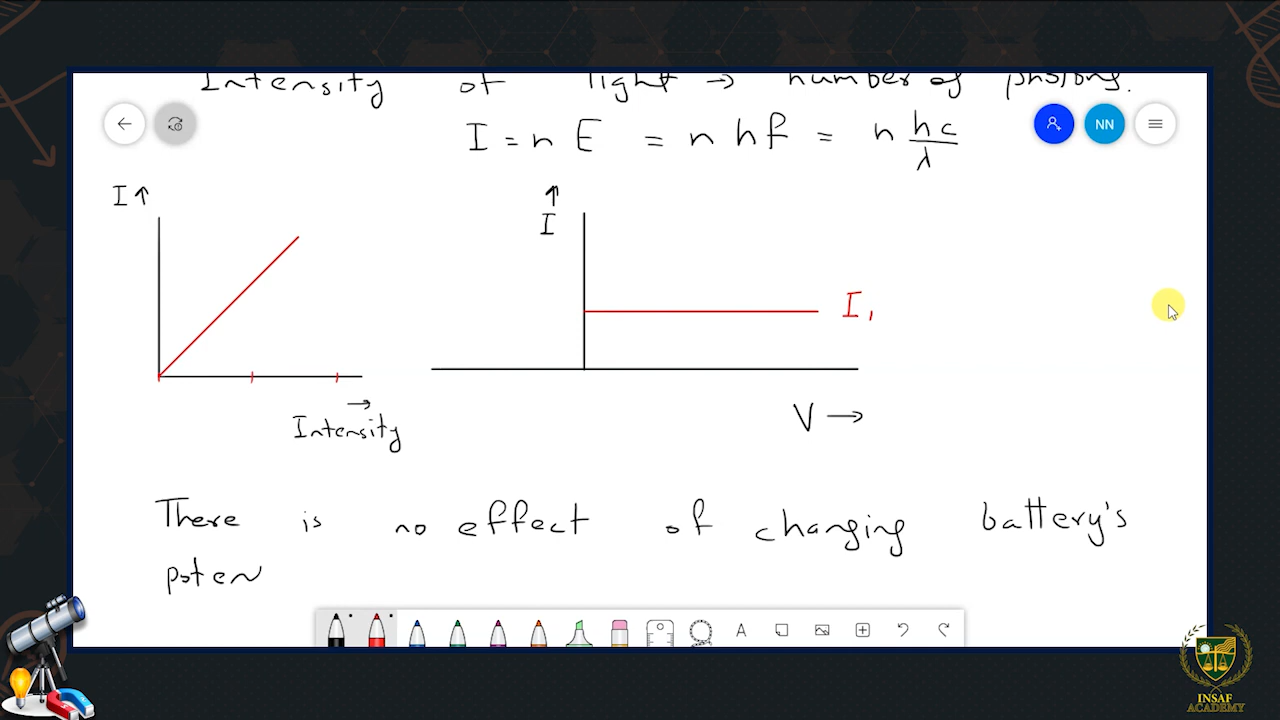 Intensity of light → number of photons.
I = n E = n h f = n hc/λ
NN
I ↑
↑
I
I₁
V →
→
Intensity
There is no effect of changing battery's
poten
A
INSAF
ACADEMY